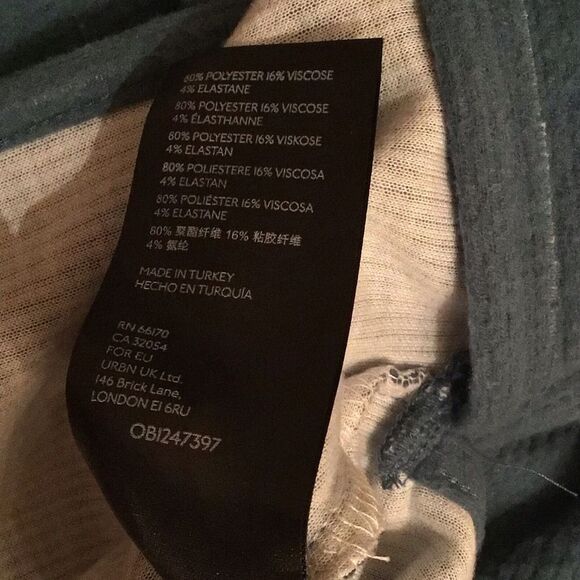 80% POLYESTER 16% VISCOSE
4% ELASTANE
80% POLYESTER 16% VISCOSE
4% ÉLASTHANNE
80% POLYESTER 16% VISKOSE
4% ELASTAN
80% POLIESTERE 16% VISCOSA
4% ELASTAN
80% POLIÉSTER 16% VISCOSA
4% ELASTANE
80% 聚酯纤维 16% 粘胶纤维
4% 氨纶
MADE IN TURKEY
HECHO EN TURQUÍA
RN 66170
CA 32054
FOR EU
URBN UK Ltd.
146 Brick Lane,
LONDON E1 6RU
OB1247397